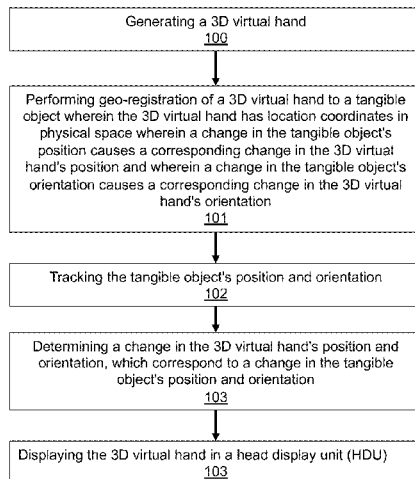 Generating a 3D virtual hand
100
Performing geo-registration of a 3D virtual hand to a tangible
object wherein the 3D virtual hand has location coordinates in
physical space wherein a change in the tangible object's
position causes a corresponding change in the 3D virtual
hand's position and wherein a change in the tangible object's
orientation causes a corresponding change in the 3D virtual
hand's orientation
101
Tracking the tangible object's position and orientation
102
Determining a change in the 3D virtual hand's position and
orientation, which correspond to a change in the tangible
object's position and orientation
103
Displaying the 3D virtual hand in a head display unit (HDU)
103